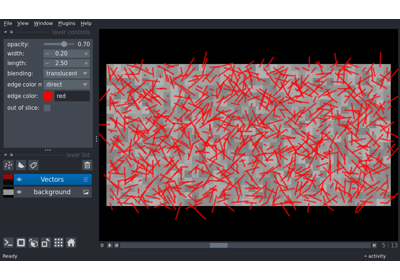 File View Window Plugins Help
layer controls
opacity: 0.70
width: 0.20
length: 2.50
blending: translucent
edge color m direct
edge color: red
out of slice:
layer list
Vectors
background
0 5 13
Ready activity